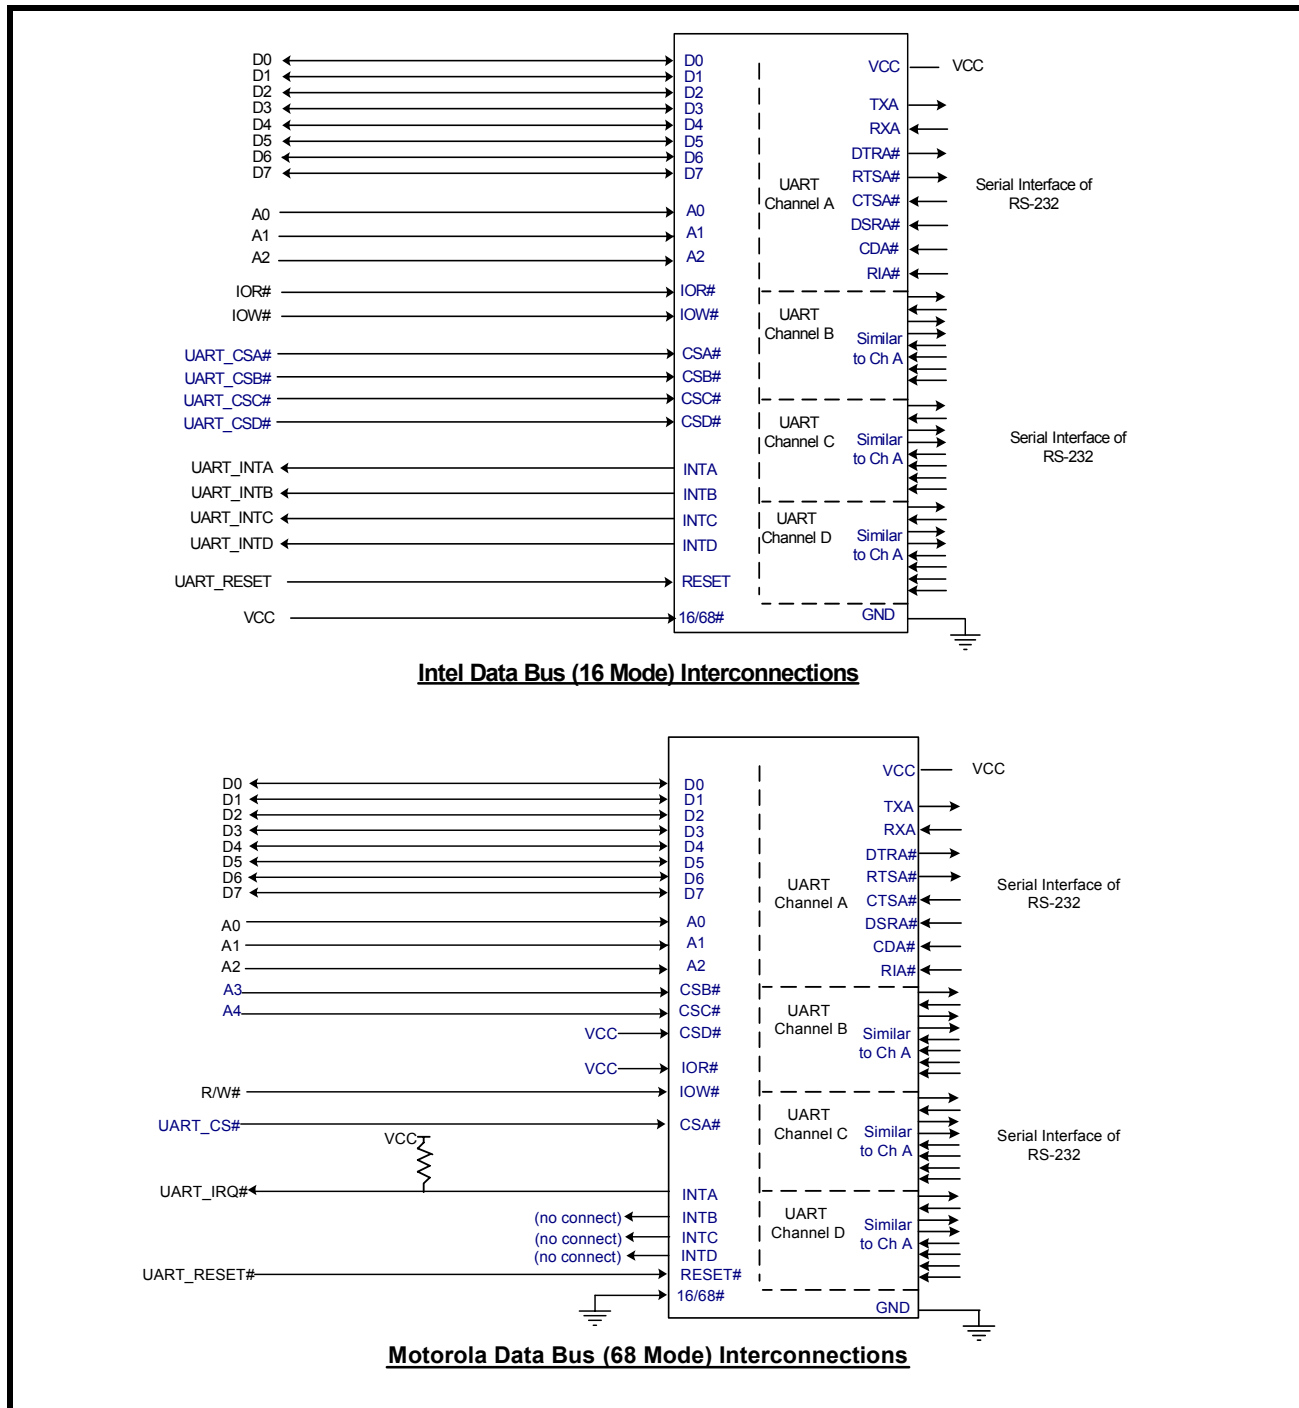 D0
D1
D2
D3
D4
D5
D6
D7
A0
A1
A2
IOR#
IOW#
UART_CSA#
UART_CSB#
UART_CSC#
UART_CSD#
UART_INTA
UART_INTB
UART_INTC
UART_INTD
UART_RESET
VCC
D0
D1
D2
D3
D4
D5
D6
D7
A0
A1
A2
IOR#
IOW#
CSA#
CSB#
CSC#
CSD#
INTA
INTB
INTC
INTD
RESET
16/68#
UART
Channel A
UART
Channel B
UART
Channel C
UART
Channel D
VCC
TXA
RXA
DTRA#
RTSA#
CTSA#
DSRA#
CDA#
RIA#
Similar
to Ch A
Similar
to Ch A
Similar
to Ch A
GND
VCC
Serial Interface of
RS-232
Serial Interface of
RS-232
Intel Data Bus (16 Mode) Interconnections
D0
D1
D2
D3
D4
D5
D6
D7
A0
A1
A2
A3
A4
VCC
VCC
R/W#
UART_CS#
VCC
UART_IRQ#
(no connect)
(no connect)
(no connect)
UART_RESET#
D0
D1
D2
D3
D4
D5
D6
D7
A0
A1
A2
CSB#
CSC#
CSD#
IOR#
IOW#
CSA#
INTA
INTB
INTC
INTD
RESET#
16/68#
UART
Channel A
UART
Channel B
UART
Channel C
UART
Channel D
VCC
TXA
RXA
DTRA#
RTSA#
CTSA#
DSRA#
CDA#
RIA#
Similar
to Ch A
Similar
to Ch A
Similar
to Ch A
GND
VCC
Serial Interface of
RS-232
Serial Interface of
RS-232
Motorola Data Bus (68 Mode) Interconnections